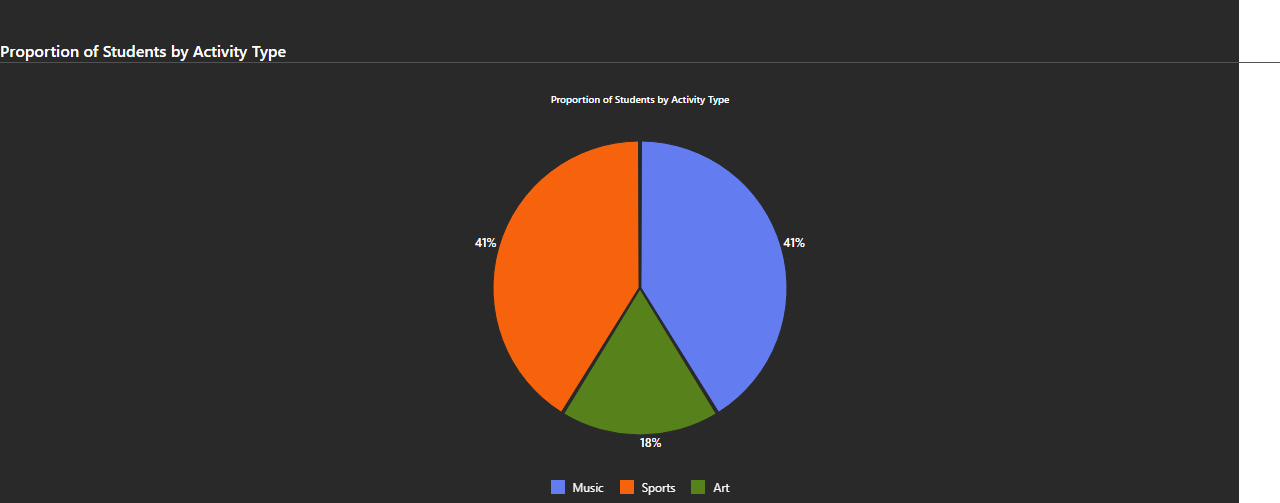 Proportion of Students by Activity Type
Proportion of Students by Activity Type
41%
41%
18%
Music
Sports
Art